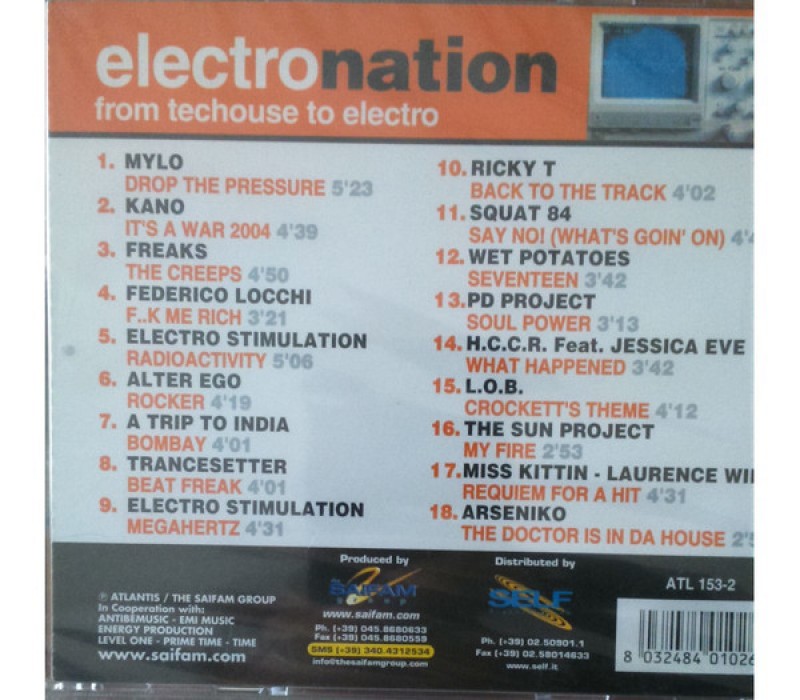 electronation
from techouse to electro
1. MYLO
DROP THE PRESSURE 5'23
2. KANO
IT'S A WAR 2004 4'39
3. FREAKS
THE CREEPS 4'50
4. FEDERICO LOCCHI
F..K ME RICH 3'21
5. ELECTRO STIMULATION
RADIOACTIVITY 5'06
6. ALTER EGO
ROCKER 4'19
7. A TRIP TO INDIA
BOMBAY 4'01
8. TRANCESETTER
BEAT FREAK 4'01
9. ELECTRO STIMULATION
MEGAHERTZ 4'31
10. RICKY T
BACK TO THE TRACK 4'02
11. SQUAT 84
SAY NO! (WHAT'S GOIN' ON)
12. WET POTATOES
SEVENTEEN 3'42
13. PD PROJECT
SOUL POWER 3'13
14. H.C.C.R. Feat. JESSICA EVE
WHAT HAPPENED 3'42
15. L.O.B.
CROCKETT'S THEME 4'12
16. THE SUN PROJECT
MY FIRE 2'53
17. MISS KITTIN - LAURENCE
REQUIEM FOR A HIT 4'31
18. ARSENIKO
THE DOCTOR IS IN DA HOUSE
℗ ATLANTIS / THE SAIFAM GROUP
In Cooperation with:
ANTIBEMUSIC - EMI MUSIC
ENERGY PRODUCTION
LEVEL ONE - PRIME TIME - TIME
www.saifam.com
Produced by
SAIFAM
group
www.saifam.com
Ph. (+39) 045.8680633
Fax (+39) 045.8680559
SMS (+39) 340.4312534
info@thesaifamgroup.com
Distributed by
SELF
Ph. (+39) 02.50901.1
Fax (+39) 02.58014633
www.self.it
ATL 153-2
8 032484 01026